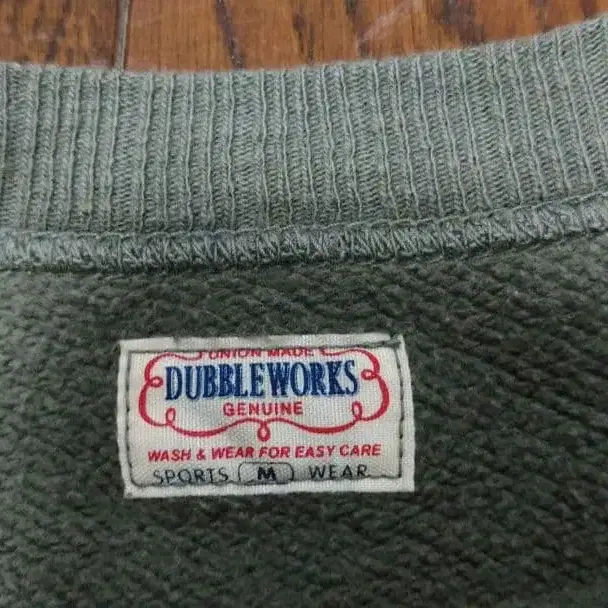 UNION MADE
DUBBLEWORKS
GENUINE
WASH & WEAR FOR EASY CARE
SPORTS M WEAR